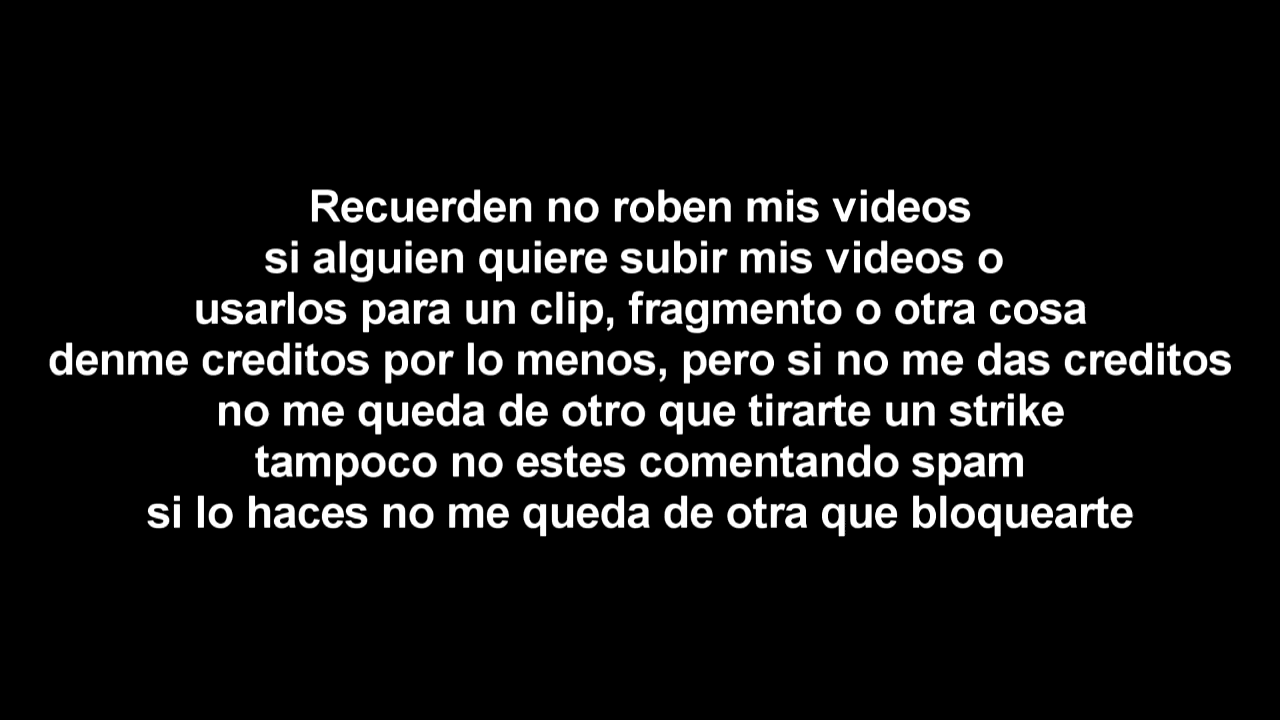 Recuerden no roben mis videos
si alguien quiere subir mis videos o
usarlos para un clip, fragmento o otra cosa
denme creditos por lo menos, pero si no me das creditos
no me queda de otro que tirarte un strike
tampoco no estes comentando spam
si lo haces no me queda de otra que bloquearte